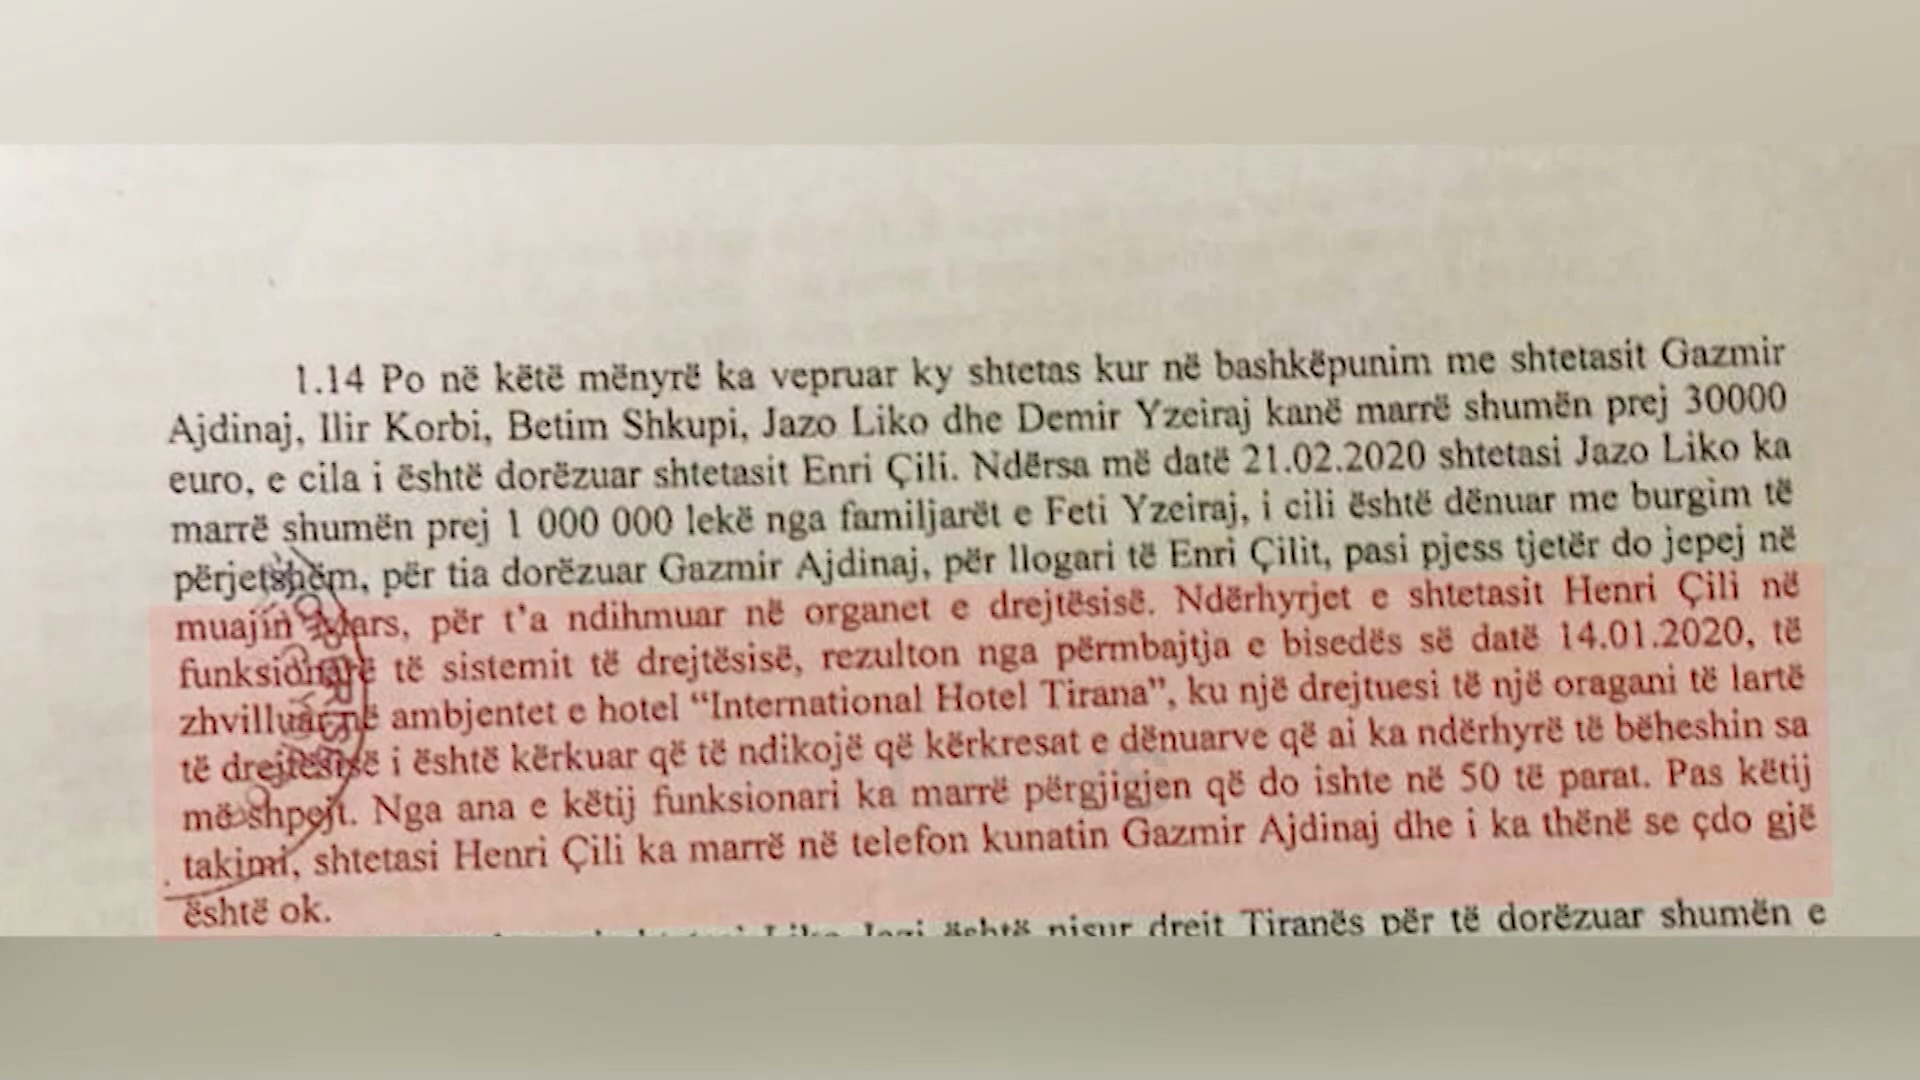 1.14 Po në këtë mënyrë ka vepruar ky shtetas kur në bashkëpunim me shtetasit Gazmir
Ajdinaj, Ilir Korbi, Betim Shkupi, Jazo Liko dhe Demir Yzeiraj kanë marrë shumën prej 30000
euro, e cila i është dorëzuar shtetasit Enri Çili. Ndërsa më datë 21.02.2020 shtetasi Jazo Liko ka
marrë shumën prej 1 000 000 lekë nga familjarët e Feti Yzeiraj, i cili është dënuar me burgim të
përjetshëm, për tia dorëzuar Gazmir Ajdinaj, për llogari të Enri Çilit, pasi pjess tjetër do jepej në
muajin Mars, për t'a ndihmuar në organet e drejtësisë. Ndërhyrjet e shtetasit Henri Çili në
funksionarë të sistemit të drejtësisë, rezulton nga përmbajtja e bisedës së datë 14.01.2020, të
zhvilluar në ambjentet e hotel “International Hotel Tirana”, ku një drejtuesi të një oragani të lartë
të drejtësisë i është kërkuar që të ndikojë që kërkresat e dënuarve që ai ka ndërhyrë të bëheshin sa
më shpejt. Nga ana e këtij funksionari ka marrë përgjigjen që do ishte në 50 të parat. Pas këtij
takimi, shtetasi Henri Çili ka marrë në telefon kunatin Gazmir Ajdinaj dhe i ka thënë se çdo gjë
është ok.
është nisur drejt Tiranës për të dorëzuar shumën e